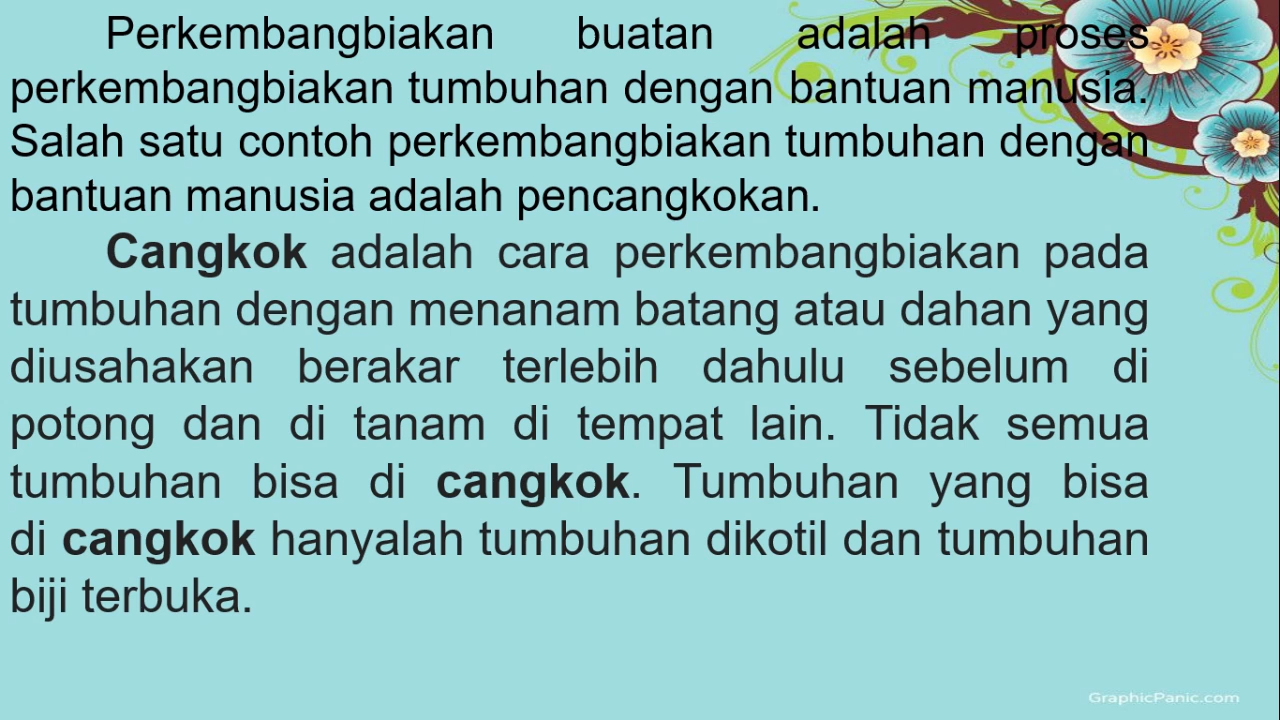 Perkembangbiakan buatan adalah proses
perkembangbiakan tumbuhan dengan bantuan manusia.
Salah satu contoh perkembangbiakan tumbuhan dengan
bantuan manusia adalah pencangkokan.
Cangkok adalah cara perkembangbiakan pada
tumbuhan dengan menanam batang atau dahan yang
diusahakan berakar terlebih dahulu sebelum di
potong dan di tanam di tempat lain. Tidak semua
tumbuhan bisa di cangkok. Tumbuhan yang bisa
di cangkok hanyalah tumbuhan dikotil dan tumbuhan
biji terbuka.
GraphicPanic.com